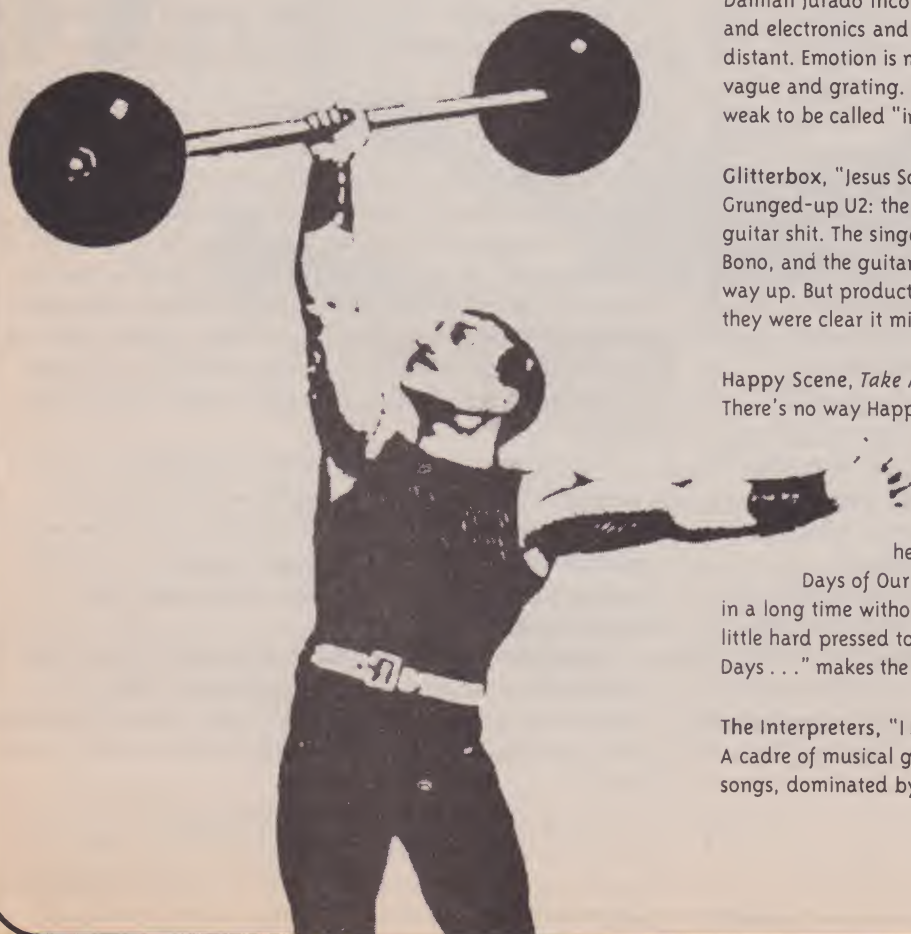 Damian Jurado inco
and electronics and
distant. Emotion is
vague and grating.
weak to be called "i
Glitterbox, "Jesus
Grunged-up U2: the
guitar shit. The singe
Bono, and the guitar
way up. But product
they were clear it mi
Happy Scene, Take
There's no way Happ
he
Days of Our
in a long time witho
little hard pressed to
Days . . ." makes the
The Interpreters, "I
A cadre of musical g
songs, dominated by